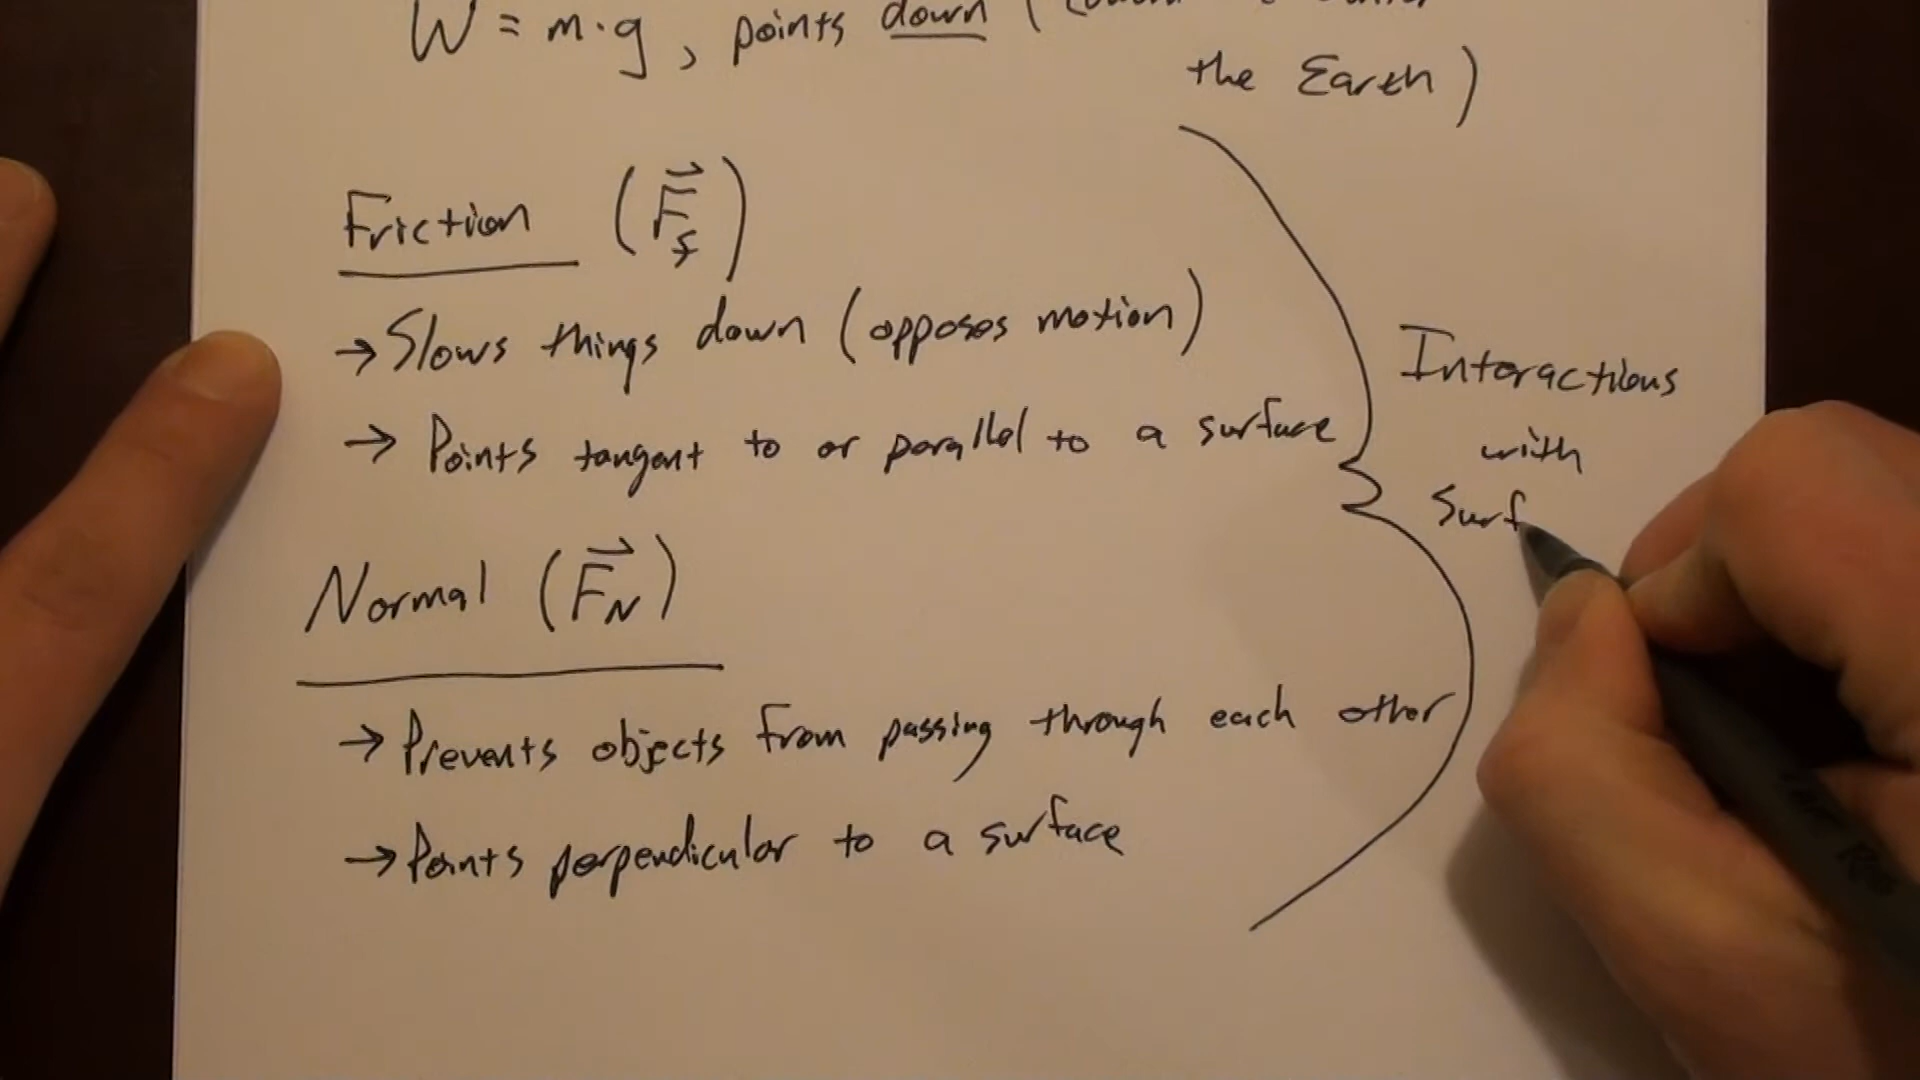 W = m·g, points down (
the Earth)
Friction (F⃗f)
→ Slows things down (opposes motion)
→ Points tangent to or parallel to a surface
Interactions
with
Surf
Normal (F⃗N)
→ Prevents objects from passing through each other
→ Points perpendicular to a surface